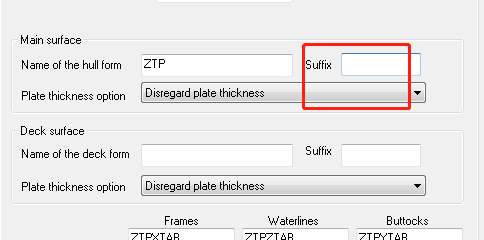 Main surface
Name of the hull form ZTP Suffix
Plate thickness option Disregard plate thickness
Deck surface
Name of the deck form Suffix
Plate thickness option Disregard plate thickness
Frames Waterlines Buttocks
ZTPXTAB ZTPZTAB ZTPYTAB